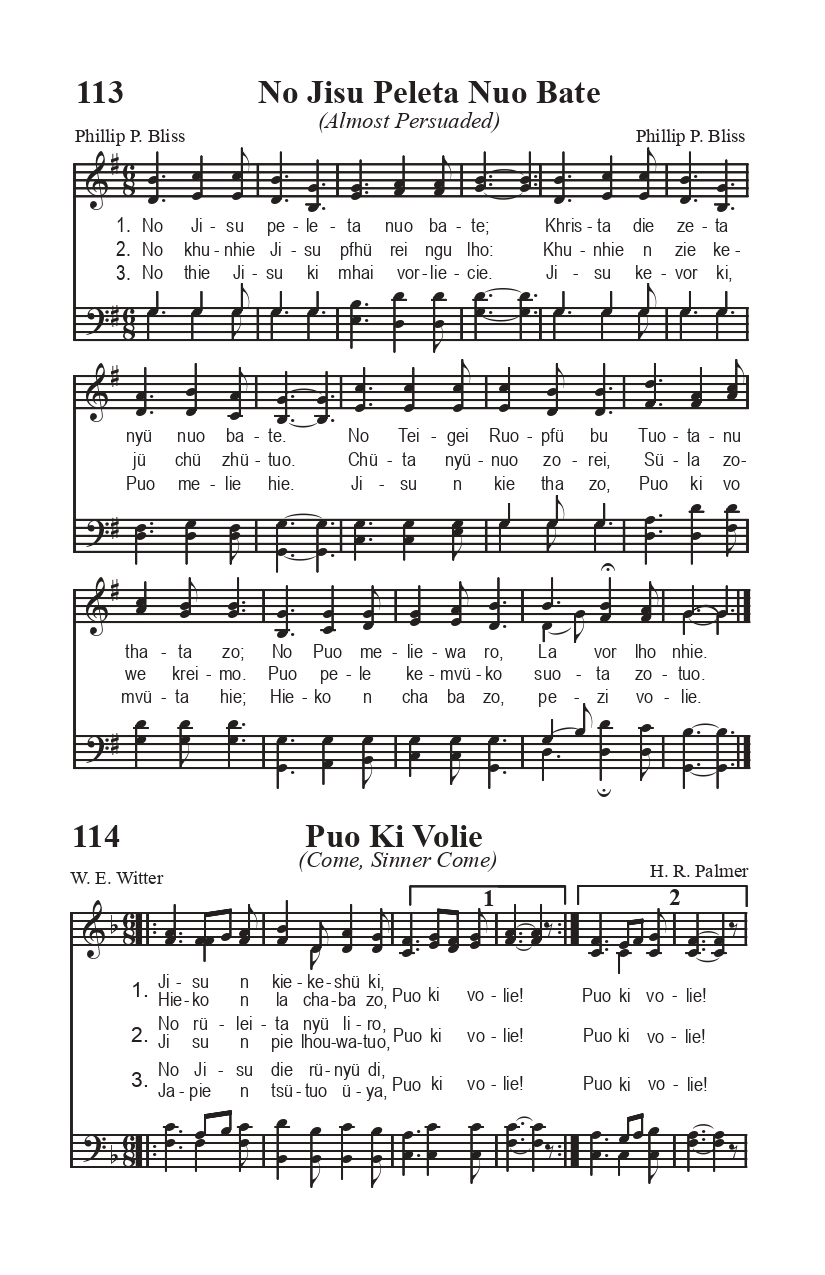 113 No Jisu Peleta Nuo Bate
(Almost Persuaded)
Phillip P. Bliss Phillip P. Bliss
1. No Ji - su pe - le - ta nuo ba - te; Khris - ta die ze - ta
2. No khu - nhie Ji - su pfhü rei ngu lho: Khu - nhie n zie ke -
3. No thie Ji - su ki mhai vor - lie - cie. Ji - su ke - vor ki,
nyü nuo ba - te. No Tei - gei Ruo - pfü bu Tuo - ta - nu
jü chü zhü - tuo. Chü - ta nyü - nuo zo - rei, Sü - la zo -
Puo me - lie hie. Ji - su n kie tha zo, Puo ki vo
tha - ta zo; No Puo me - lie - wa ro, La vor lho nhie.
we krei - mo. Puo pe - le ke - mvü - ko suo - ta zo - tuo.
mvü - ta hie; Hie - ko n cha ba zo, pe - zi vo - lie.
114 Puo Ki Volie
(Come, Sinner Come)
W. E. Witter H. R. Palmer
1 2
1. Ji - su n kie - ke - shü ki,
Hie - ko n la cha - ba zo, Puo ki vo - lie! Puo ki vo - lie!
2. No rü - lei - ta nyü li - ro,
Ji su n pie lhou - wa - tuo, Puo ki vo - lie! Puo ki vo - lie!
3. No Ji - su die rü - nyü di,
Ja - pie n tsü - tuo ü - ya, Puo ki vo - lie! Puo ki vo - lie!